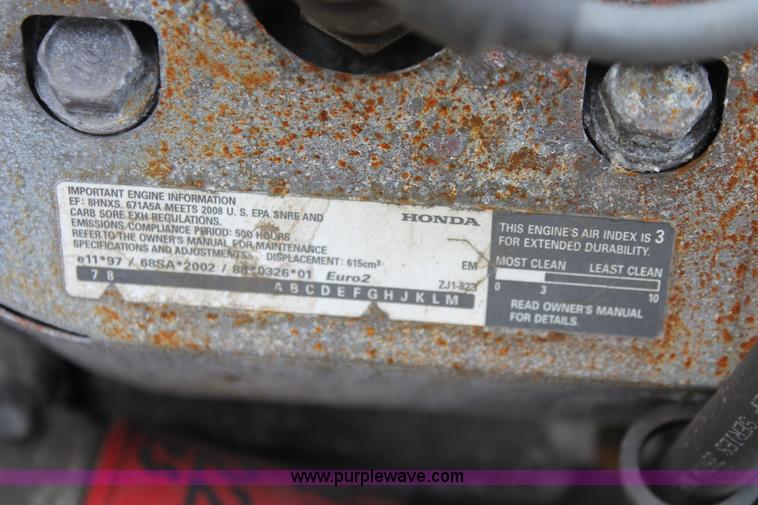 IMPORTANT ENGINE INFORMATION
EF: 8HNXS. 671A5A MEETS 2008 U. S. EPA SNRE AND
CARB SORE EXH REGULATIONS.
EMISSIONS COMPLIANCE PERIOD: 500 HOURS
REFER TO THE OWNER'S MANUAL FOR MAINTENANCE
SPECIFICATIONS AND ADJUSTMENTS.
DISPLACEMENT: 615cm³
HONDA
EM
e11*97 / 68SA*2002 / 88*0326*01 Euro2
ZJ1-823
7 8
A B C D E F G H J K L M
THIS ENGINE'S AIR INDEX IS 3
FOR EXTENDED DURABILITY.
MOST CLEAN LEAST CLEAN
0 3 10
READ OWNER'S MANUAL
FOR DETAILS.
SERIES
www.purplewave.com